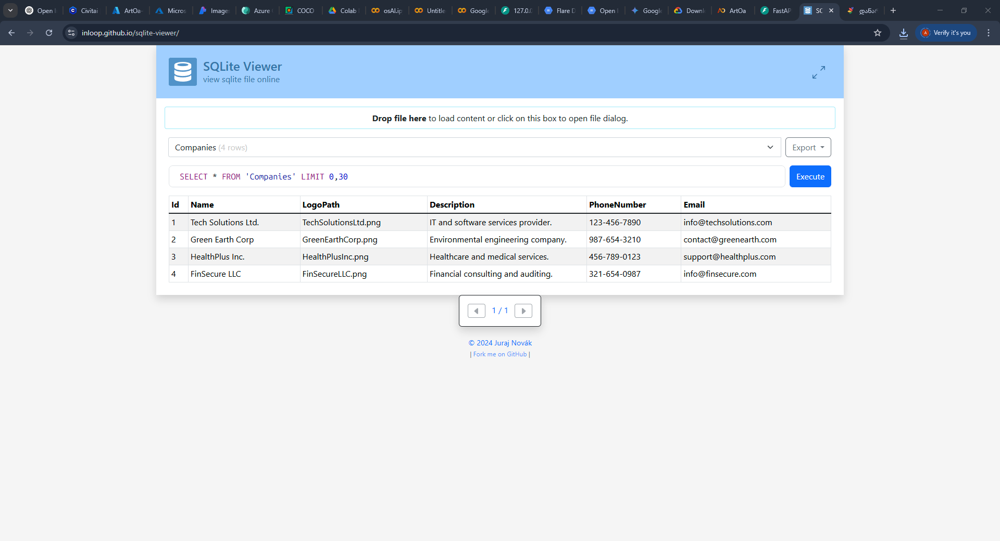 Open
Civitai
ArtOa-
Micros
Images
Azure
COCO
Colab
osAI.ip
Untitle
Google
127.0.0
Flare D
Open
Google
Downl
ArtOa
FastAP
SC
დანარ
inloop.github.io/sqlite-viewer/
Verify it's you
SQLite Viewer
view sqlite file online
Drop file here to load content or click on this box to open file dialog.
Companies (4 rows)
Export
SELECT * FROM 'Companies' LIMIT 0,30
Execute
Id Name LogoPath Description PhoneNumber Email
1 Tech Solutions Ltd. TechSolutionsLtd.png IT and software services provider. 123-456-7890 info@techsolutions.com
2 Green Earth Corp GreenEarthCorp.png Environmental engineering company. 987-654-3210 contact@greenearth.com
3 HealthPlus Inc. HealthPlusInc.png Healthcare and medical services. 456-789-0123 support@healthplus.com
4 FinSecure LLC FinSecureLLC.png Financial consulting and auditing. 321-654-0987 info@finsecure.com
1 / 1
© 2024 Juraj Novák
| Fork me on GitHub |